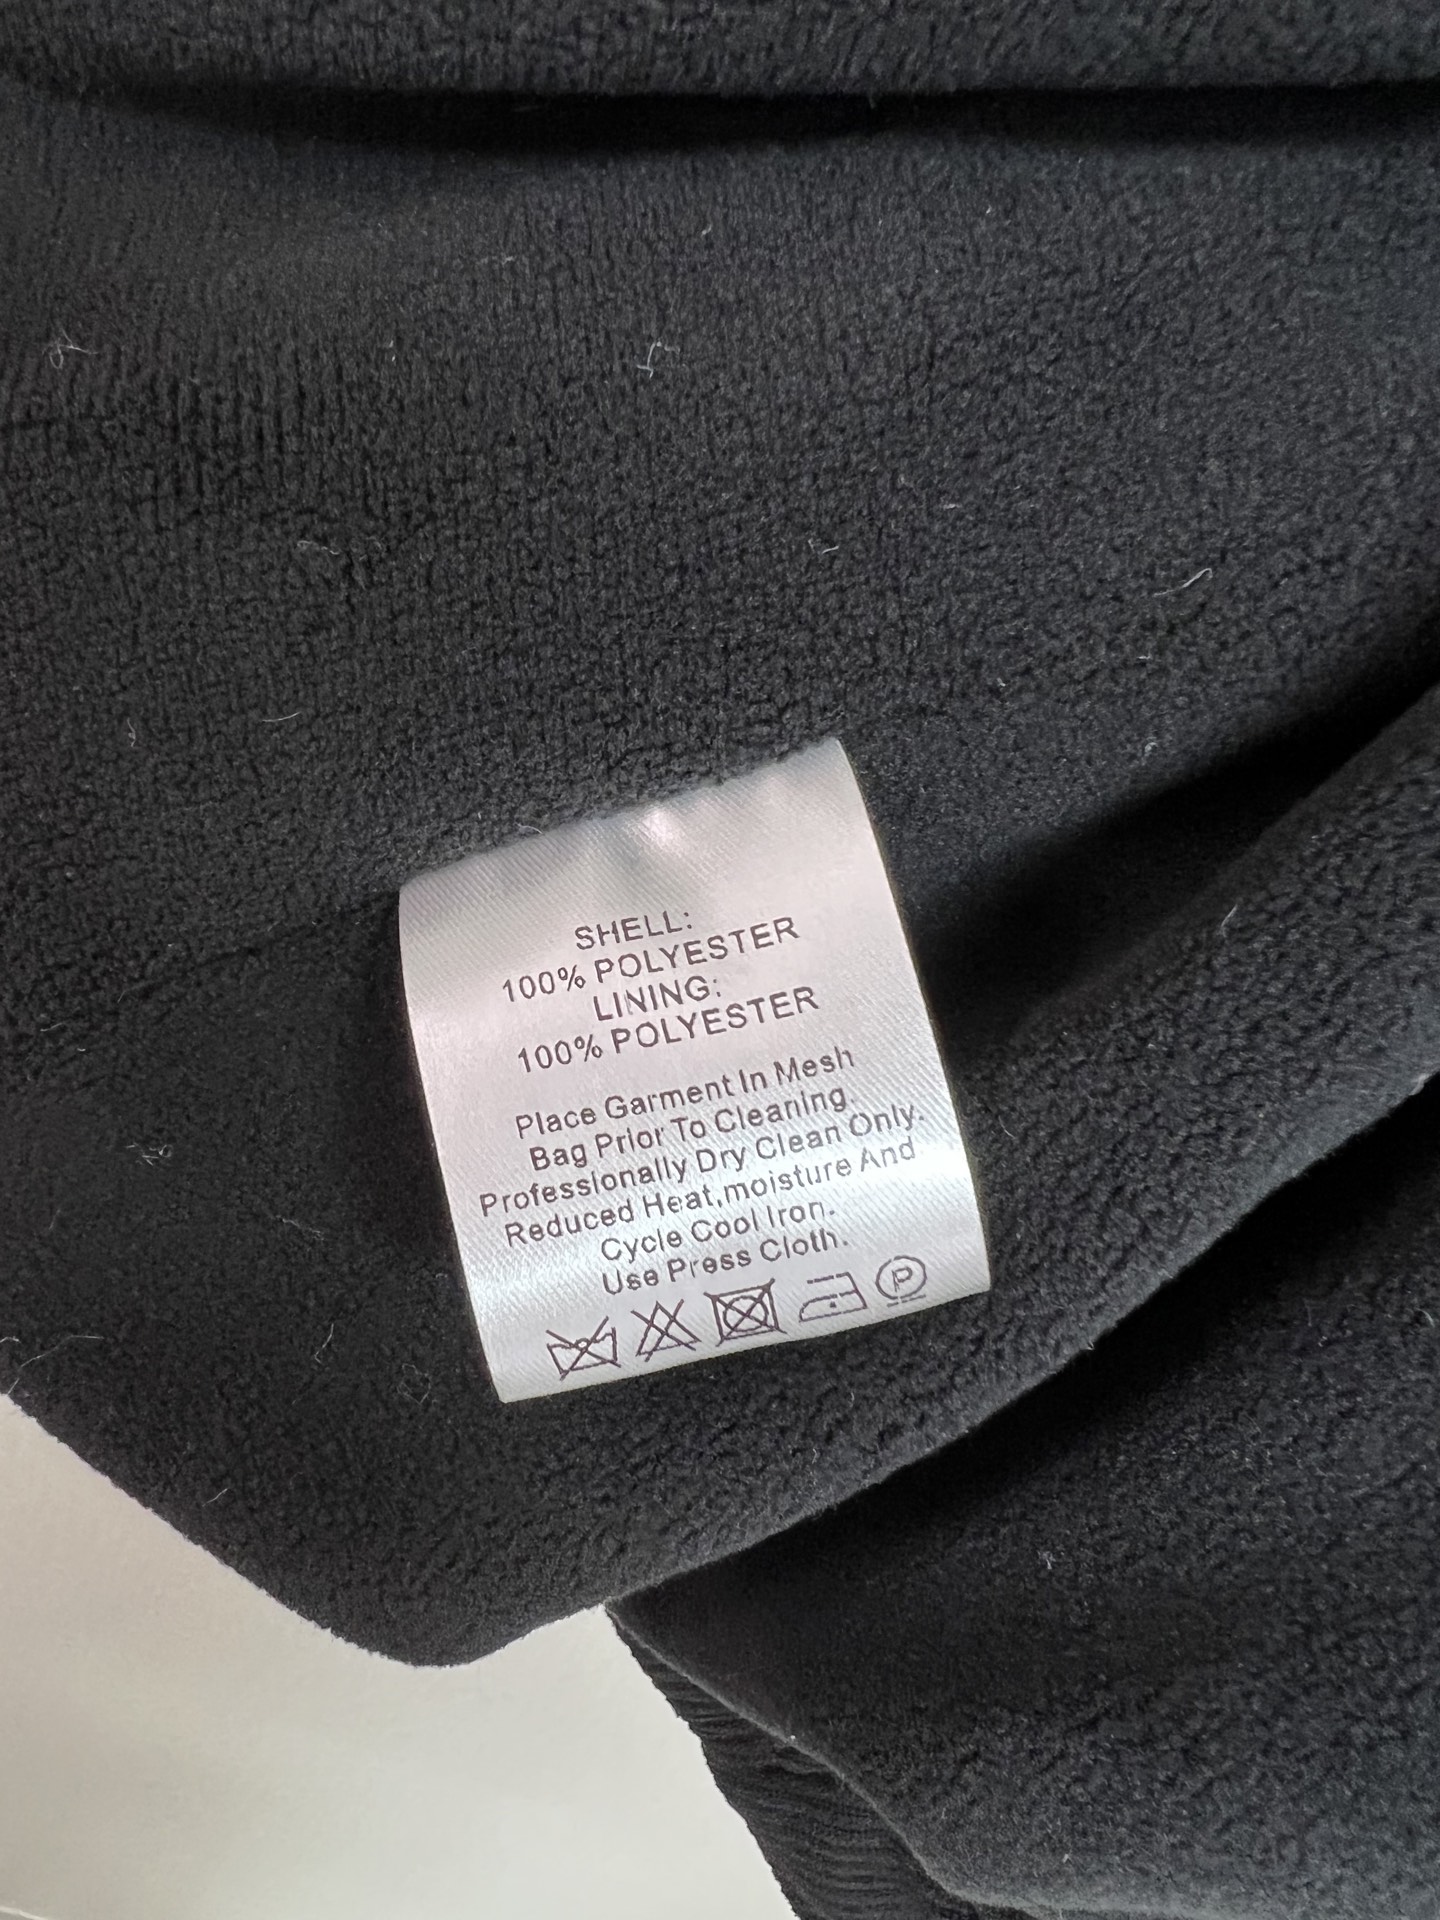 SHELL:
100% POLYESTER
LINING:
100% POLYESTER
Place Garment In Mesh
Bag Prior To Cleaning.
Professionally Dry Clean Only.
Reduced Heat,moisture And
Cycle Cool Iron.
Use Press Cloth.
P